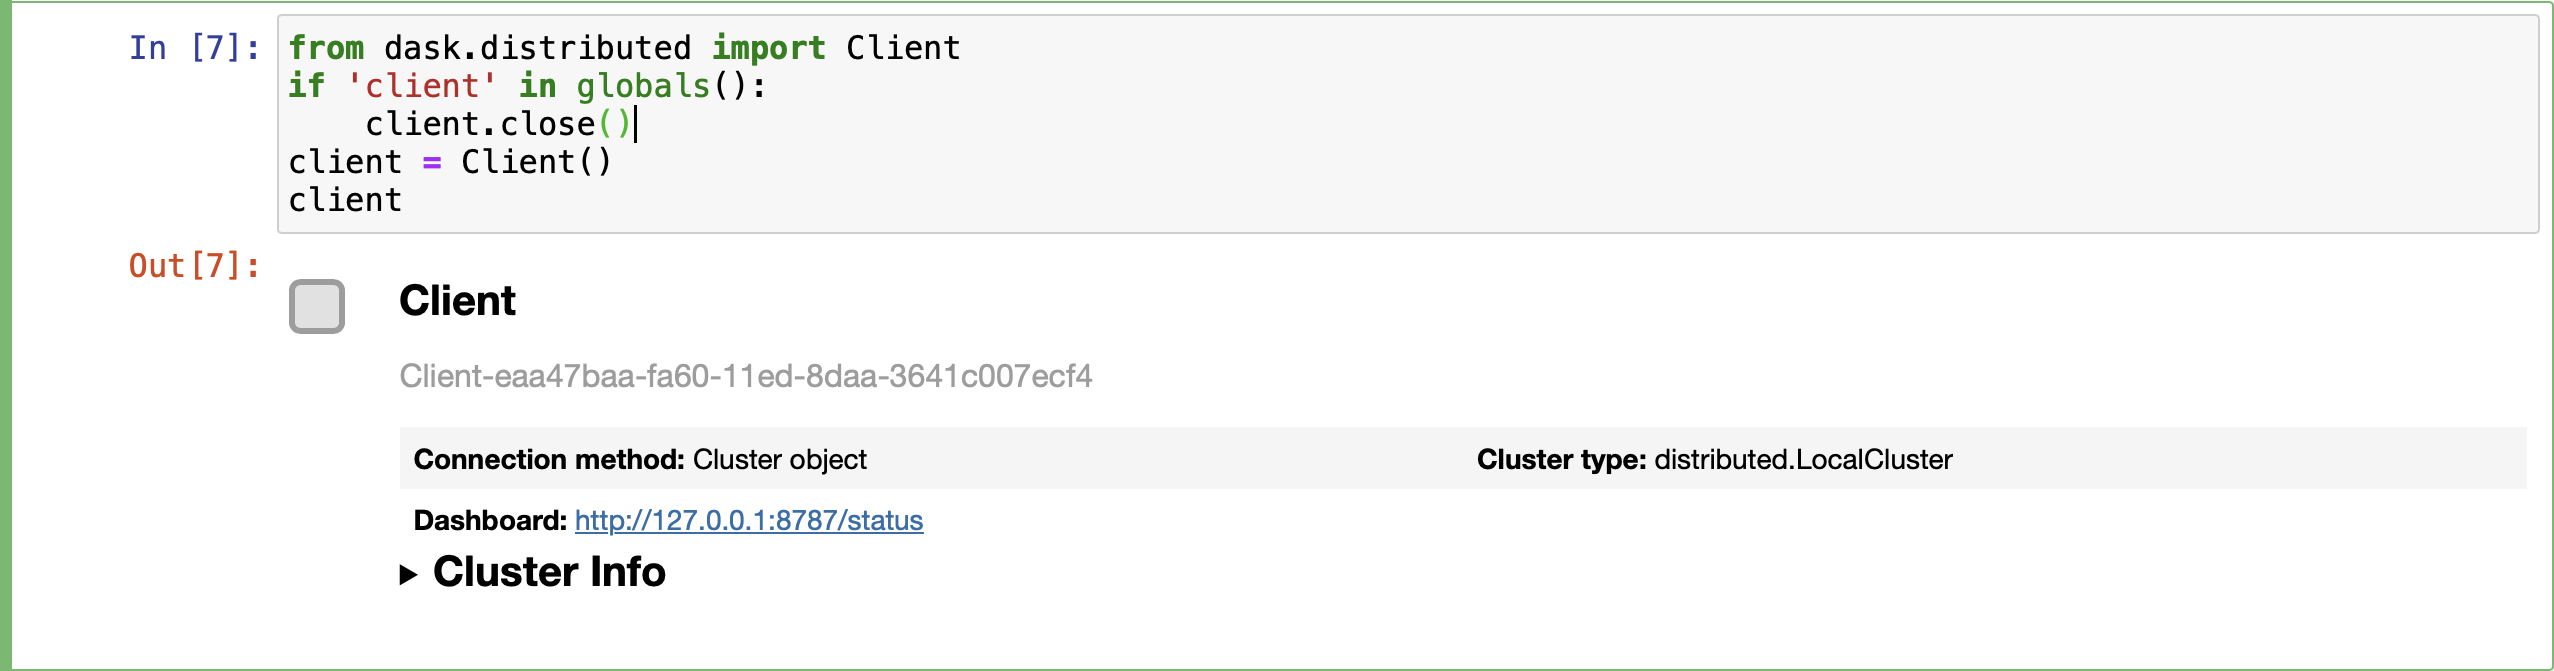 In [7]:
from dask.distributed import Client
if 'client' in globals():
    client.close()
client = Client()
client
Out[7]:
Client
Client-eaa47baa-fa60-11ed-8daa-3641c007ecf4
Connection method: Cluster object
Cluster type: distributed.LocalCluster
Dashboard: http://127.0.0.1:8787/status
Cluster Info